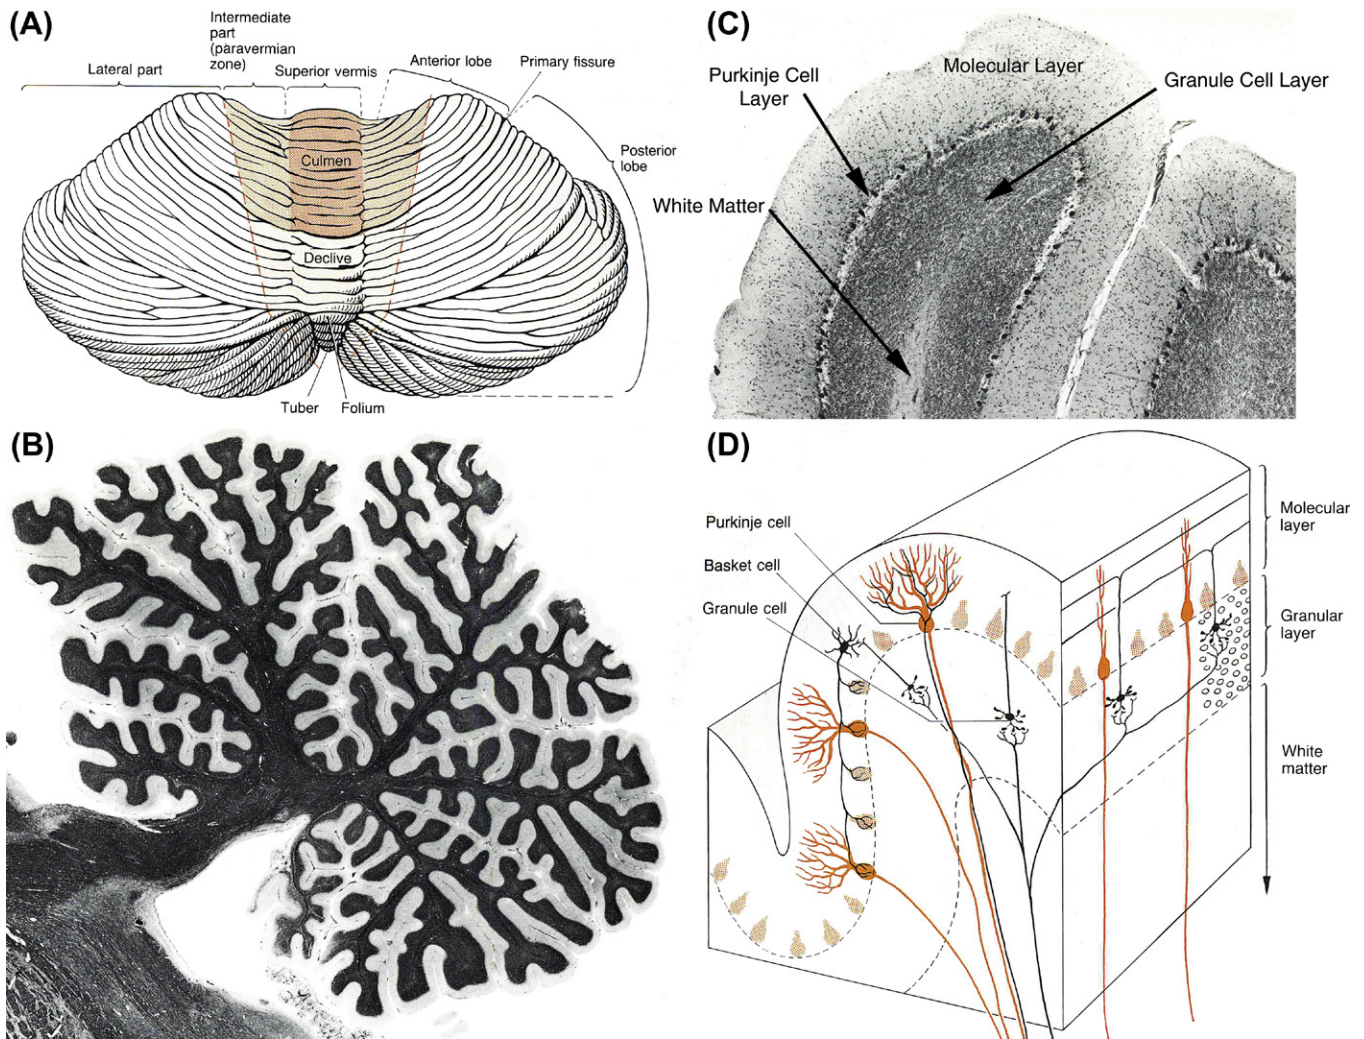 (A)
Intermediate
part
(paravermian
zone)
Lateral part
Superior vermis
Anterior lobe
Primary fissure
Posterior
lobe
Culmen
Declive
Tuber
Folium
(C)
Molecular Layer
Purkinje Cell
Layer
Granule Cell Layer
White Matter
(B)
(D)
Purkinje cell
Basket cell
Granule cell
Molecular
layer
Granular
layer
White
matter